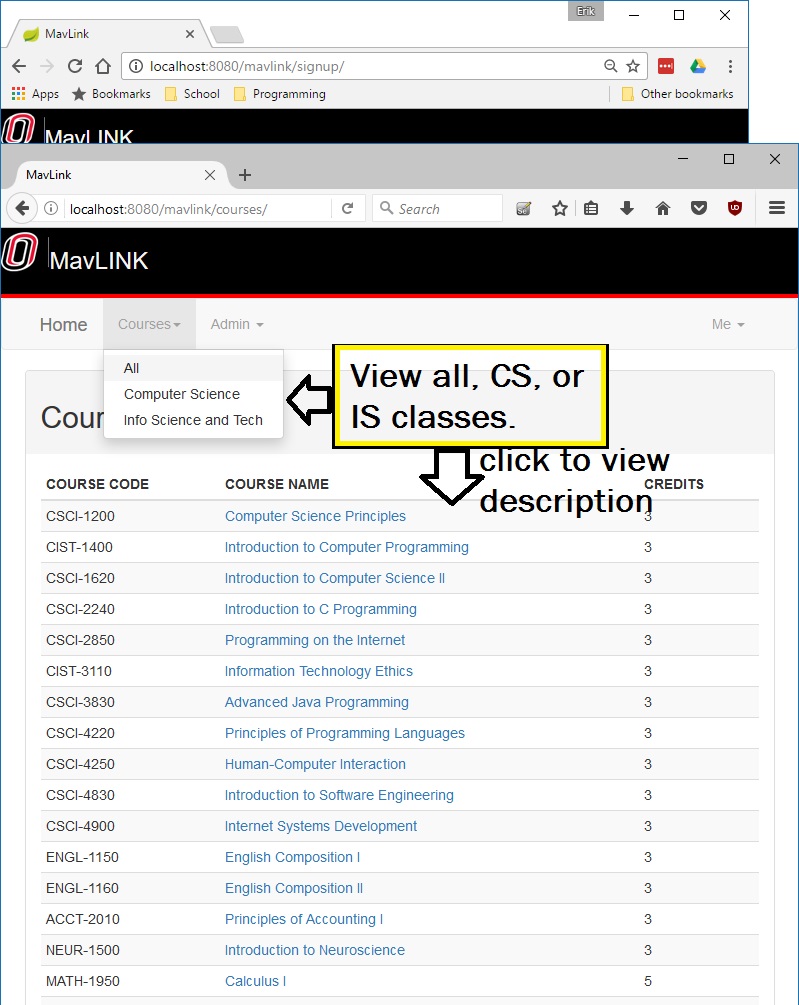 Erik
MavLink
localhost:8080/mavlink/signup/
Apps Bookmarks School Programming Other bookmarks
MavLINK
MavLink
localhost:8080/mavlink/courses/ Search
MavLINK
Home Courses Admin Me
All
Computer Science
Info Science and Tech
View all, CS, or
IS classes.
Cour
click to view
description
COURSE CODE COURSE NAME CREDITS
CSCI-1200 Computer Science Principles 3
CIST-1400 Introduction to Computer Programming 3
CSCI-1620 Introduction to Computer Science II 3
CSCI-2240 Introduction to C Programming 3
CSCI-2850 Programming on the Internet 3
CIST-3110 Information Technology Ethics 3
CSCI-3830 Advanced Java Programming 3
CSCI-4220 Principles of Programming Languages 3
CSCI-4250 Human-Computer Interaction 3
CSCI-4830 Introduction to Software Engineering 3
CSCI-4900 Internet Systems Development 3
ENGL-1150 English Composition I 3
ENGL-1160 English Composition II 3
ACCT-2010 Principles of Accounting I 3
NEUR-1500 Introduction to Neuroscience 3
MATH-1950 Calculus I 5